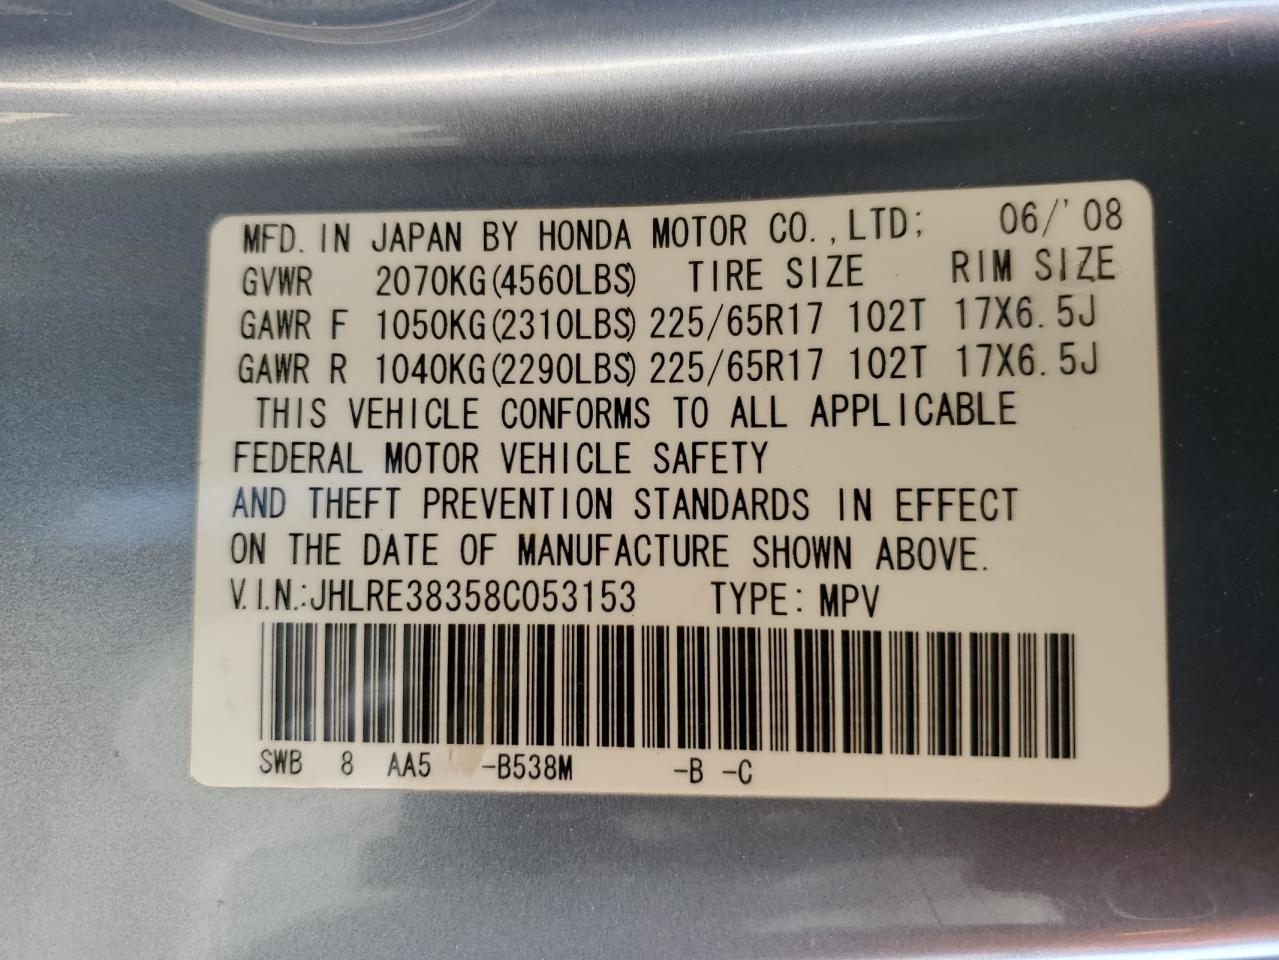 MFD. IN JAPAN BY HONDA MOTOR CO.,LTD; 06/'08
GVWR 2070KG(4560LBS) TIRE SIZE RIM SIZE
GAWR F 1050KG(2310LBS) 225/65R17 102T 17X6.5J
GAWR R 1040KG(2290LBS) 225/65R17 102T 17X6.5J
THIS VEHICLE CONFORMS TO ALL APPLICABLE
FEDERAL MOTOR VEHICLE SAFETY
AND THEFT PREVENTION STANDARDS IN EFFECT
ON THE DATE OF MANUFACTURE SHOWN ABOVE.
V.I.N.:JHLRE38358C053153 TYPE: MPV
SWB 8 AA5 -B538M -B -C